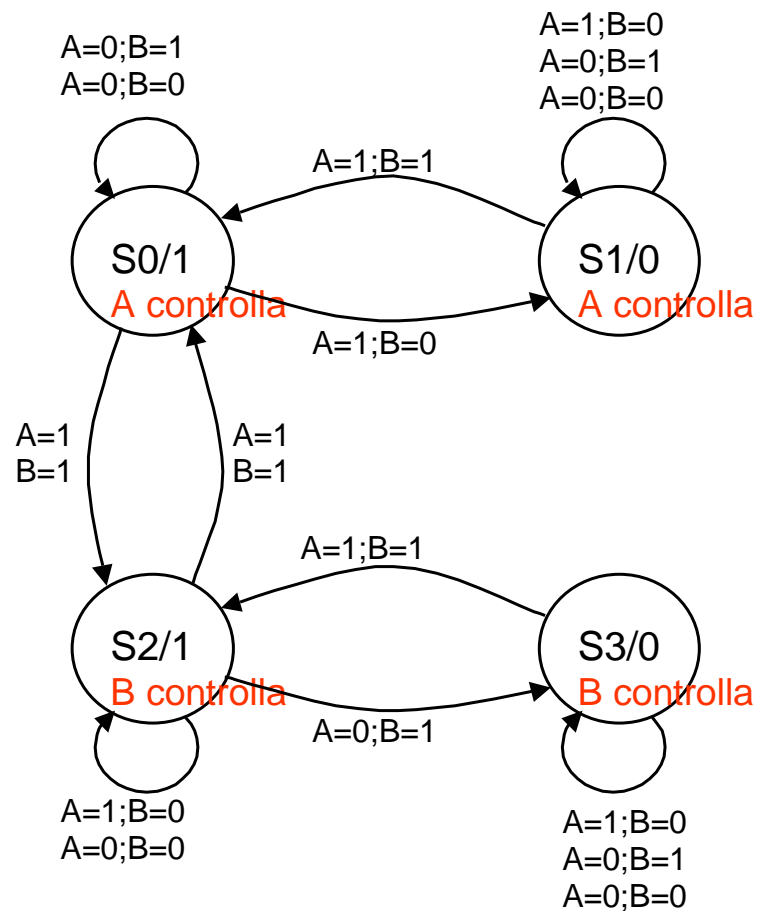 A=0;B=1
A=0;B=0
A=1;B=0
A=0;B=1
A=0;B=0
A=1;B=1
S0/1
A controlla
S1/0
A controlla
A=1;B=0
A=1
B=1
A=1
B=1
A=1;B=1
S2/1
B controlla
S3/0
B controlla
A=0;B=1
A=1;B=0
A=0;B=0
A=1;B=0
A=0;B=1
A=0;B=0